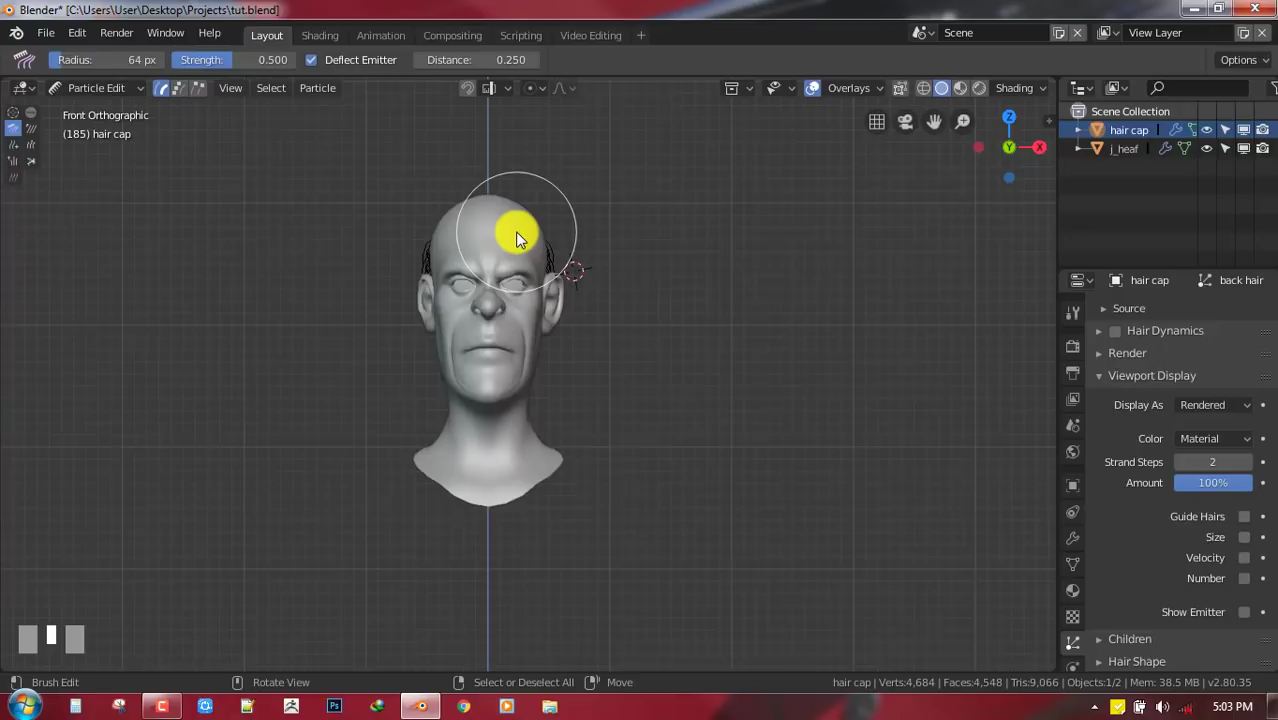 Blender* [C:\Users\User\Desktop\Projects\tut.blend]
File Edit Render Window Help Layout Shading Animation Compositing Scripting Video Editing + Scene View Layer
Radius: 64 px Strength: 0.500 Deflect Emitter Distance: 0.250 Options
Particle Edit View Select Particle Overlays Shading
Front Orthographic
(185) hair cap
Scene Collection
hair cap
j_heaf
Z
Y
X
hair cap back hair
Source
Hair Dynamics
Render
Viewport Display
Display As Rendered
Color Material
Strand Steps 2
Amount 100%
Guide Hairs
Size
Velocity
Number
Show Emitter
Children
Hair Shape
Brush Edit Rotate View Select or Deselect All Move hair cap | Verts:4,684 | Faces:4,548 | Tris:9,066 | Objects:1/2 | Mem: 38.5 MB | v2.80.35
5:03 PM